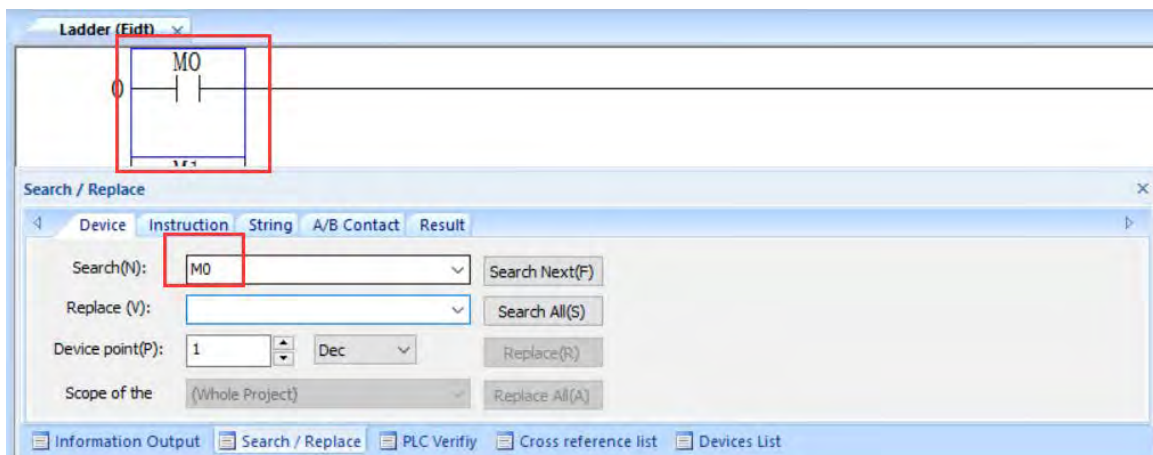 Ladder (Eidt)
M0
0
M1
Search / Replace
Device Instruction String A/B Contact Result
Search(N): M0 Search Next(F)
Replace (V): Search All(S)
Device point(P): 1 Dec Replace(R)
Scope of the (Whole Project) Replace All(A)
Information Output Search / Replace PLC Verifiy Cross reference list Devices List